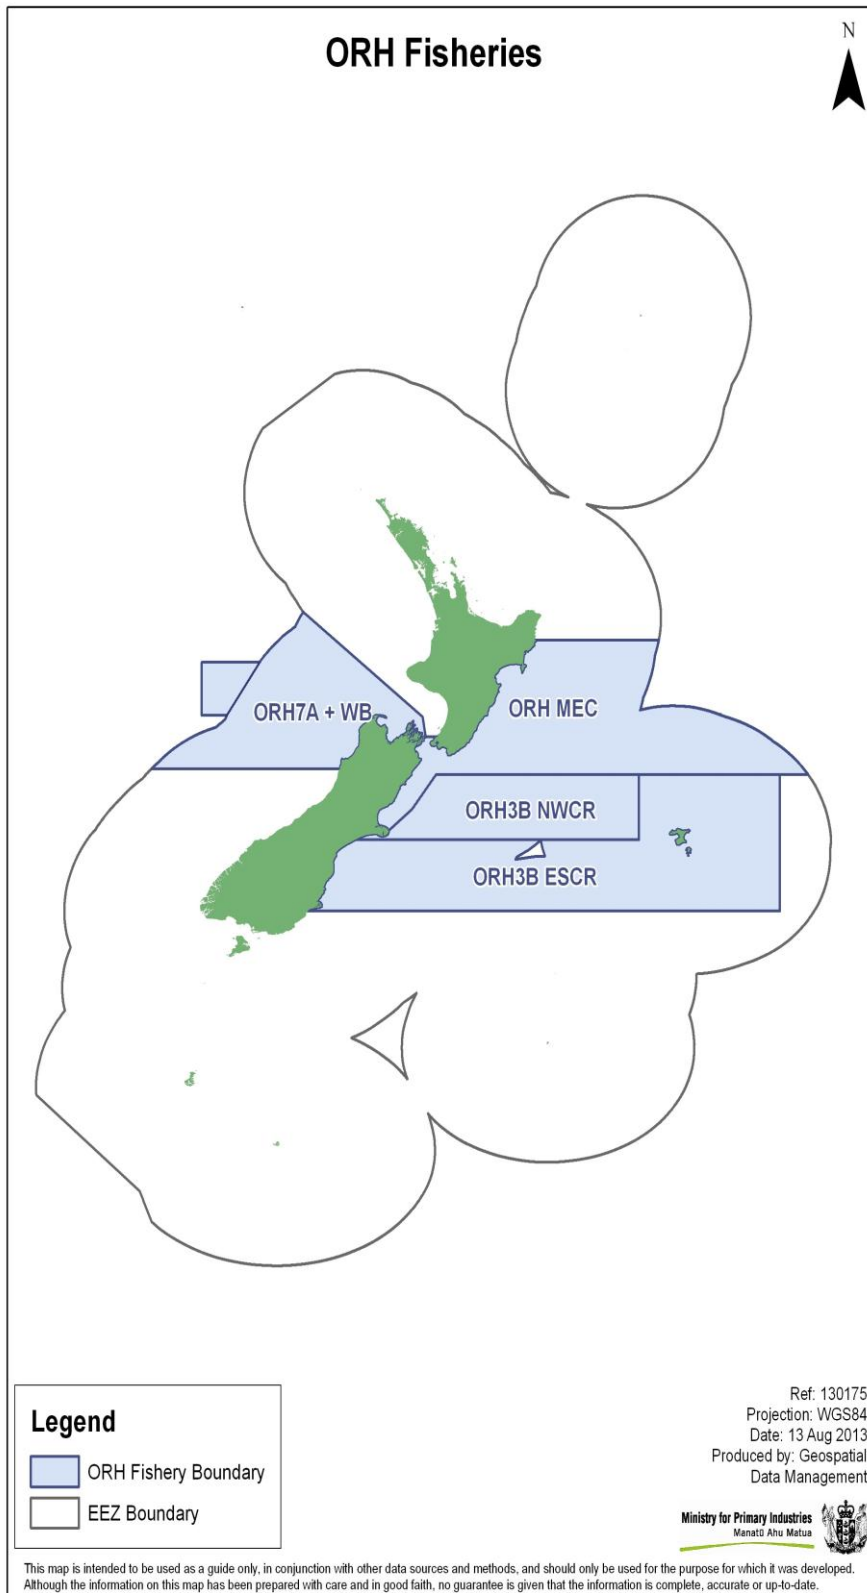 ORH Fisheries
N
ORH7A + WB
ORH MEC
ORH3B NWCR
ORH3B ESCR
Legend
ORH Fishery Boundary
EEZ Boundary
Ref: 130175
Projection: WGS84
Date: 13 Aug 2013
Produced by: Geospatial
Data Management
Ministry for Primary Industries
Manatū Ahu Matua
This map is intended to be used as a guide only, in conjunction with other data sources and methods, and should only be used for the purpose for which it was developed.
Although the information on this map has been prepared with care and in good faith, no guarantee is given that the information is complete, accurate or up-to-date.